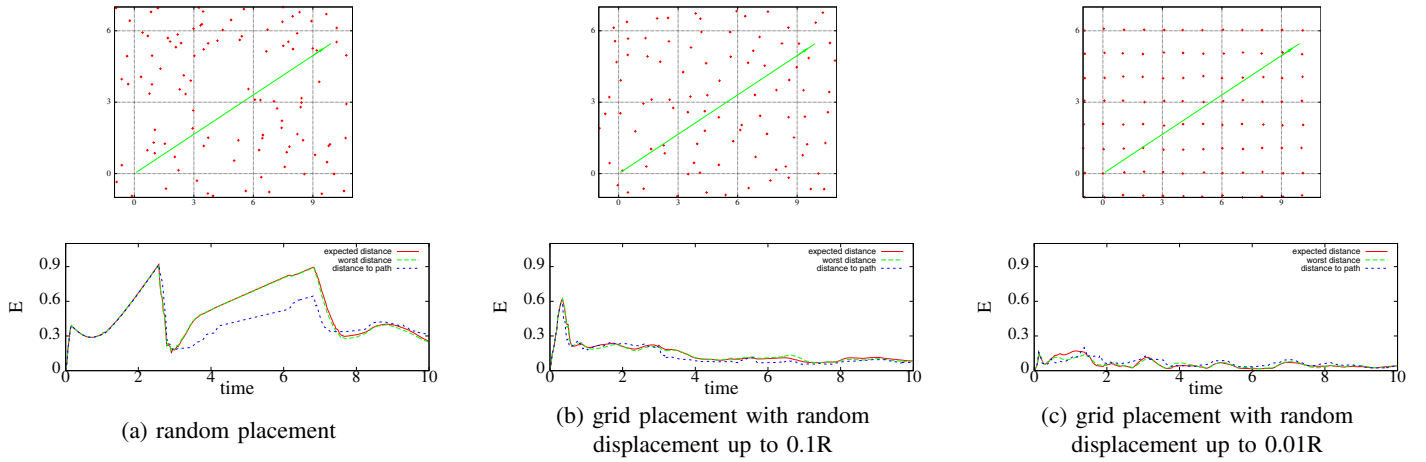 6
3
0
0 3 6 9
6
3
0
0 3 6 9
6
3
0
0 3 6 9
E
0.9
0.6
0.3
0
0 2 4 6 8 10
time
expected distance
worst distance
distance to path
E
0.9
0.6
0.3
0
0 2 4 6 8 10
time
expected distance
worst distance
distance to path
E
0.9
0.6
0.3
0
0 2 4 6 8 10
time
expected distance
worst distance
distance to path
(a) random placement
(b) grid placement with random
displacement up to 0.1R
(c) grid placement with random
displacement up to 0.01R